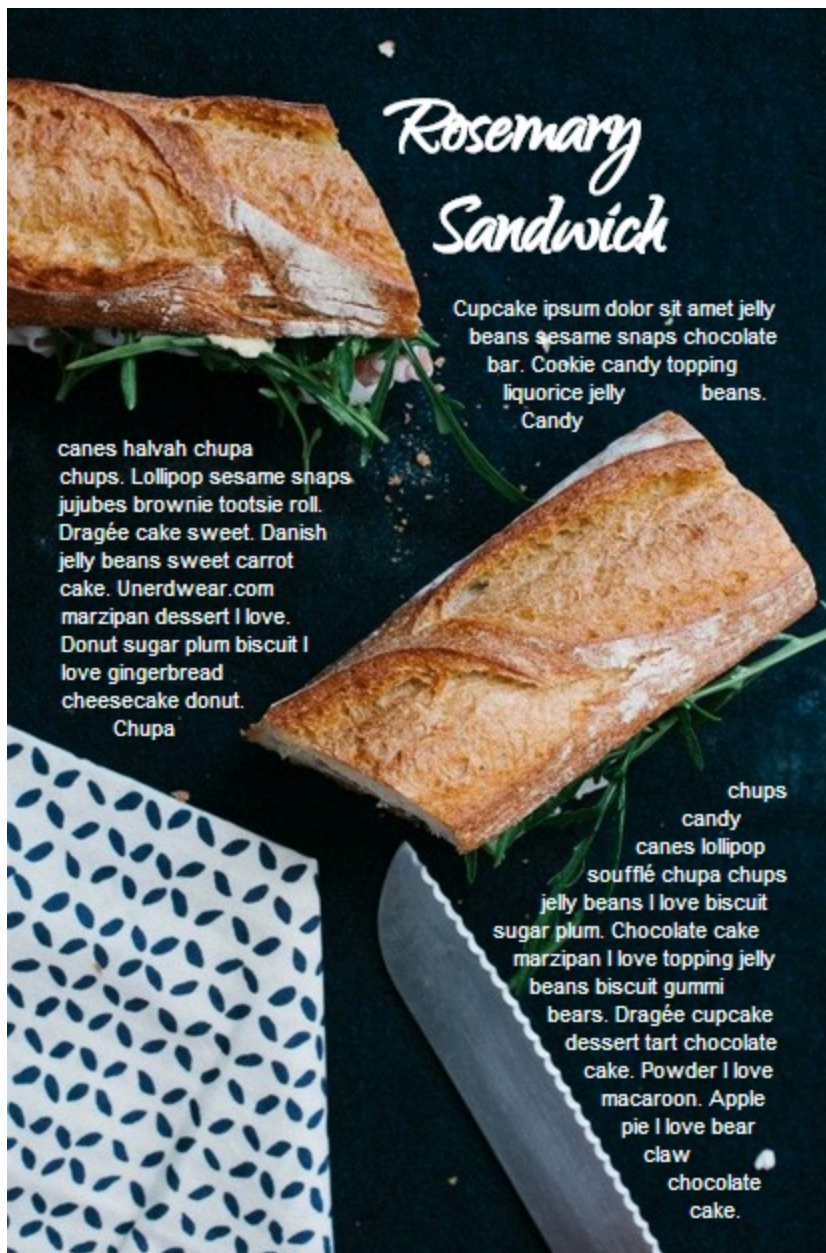 Rosemary
Sandwich
Cupcake ipsum dolor sit amet jelly
beans sesame snaps chocolate
bar. Cookie candy topping
liquorice jelly beans.
Candy
canes halvah chupa
chups. Lollipop sesame snaps
jujubes brownie tootsie roll.
Dragée cake sweet. Danish
jelly beans sweet carrot
cake. Unerdwear.com
marzipan dessert I love.
Donut sugar plum biscuit I
love gingerbread
cheesecake donut.
Chupa
chups
candy
canes lollipop
soufflé chupa chups
jelly beans I love biscuit
sugar plum. Chocolate cake
marzipan I love topping jelly
beans biscuit gummi
bears. Dragée cupcake
dessert tart chocolate
cake. Powder I love
macaroon. Apple
pie I love bear
claw
chocolate
cake.